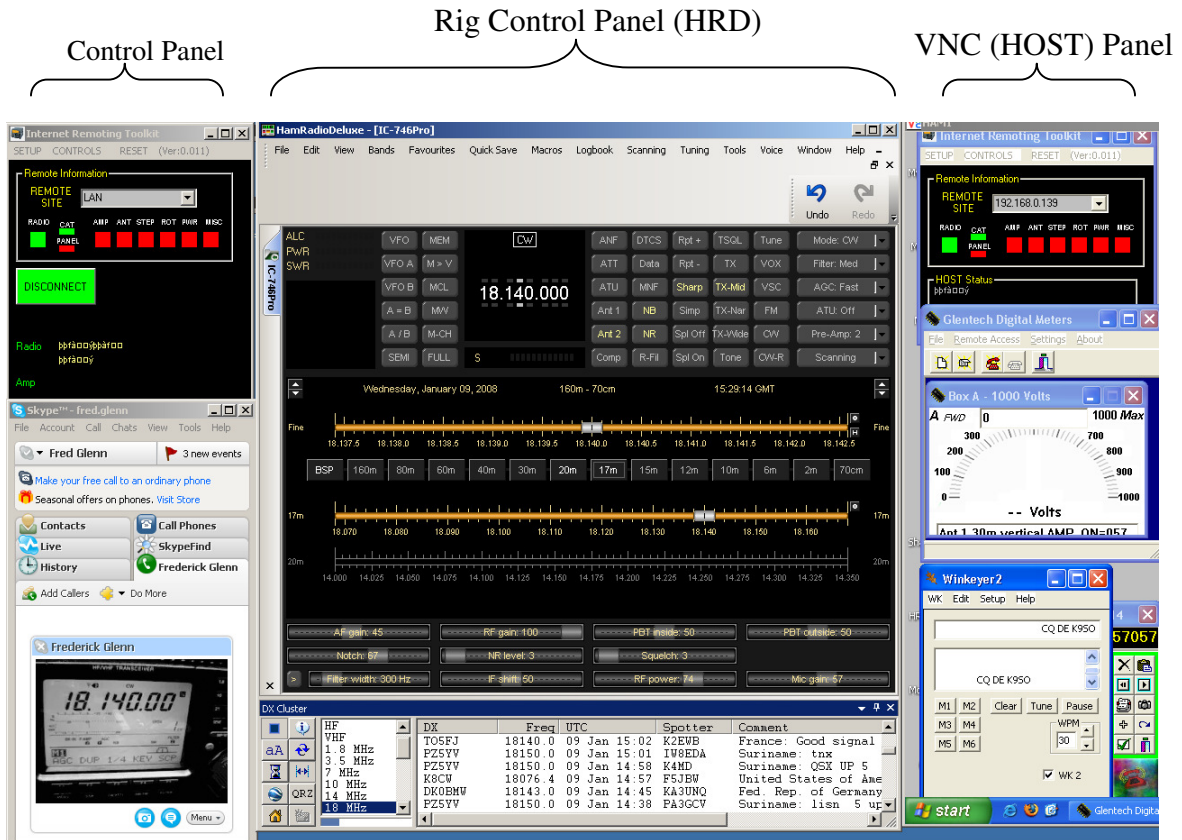 Rig Control Panel (HRD)
Control Panel
VNC (HOST) Panel
Internet Remoting Toolkit
SETUP CONTROLS RESET (Ver:0.011)
Remote Information
REMOTE SITE LAN
RADIO CAT AMP ANT STEP ROT PWR MISC
PANEL
DISCONNECT
Radio
Amp
Skype™ - fred.glenn
File Account Call Chats View Tools Help
Fred Glenn 3 new events
Make your free call to an ordinary phone
Seasonal offers on phones. Visit Store
Contacts Call Phones
Live SkypeFind
History Frederick Glenn
Add Callers Do More
Frederick Glenn
HF/VHF TRANSCEIVER
18.140.00
M1
AGC DUP 1/4 KEY SCP
Menu
HamRadioDeluxe - [IC-746Pro]
File Edit View Bands Favourites Quick Save Macros Logbook Scanning Tuning Tools Voice Window Help
Undo Redo
IC-746Pro
ALC VFO MEM CW ANF DTCS Rpt + TSQL Tune Mode: CW
PWR
SWR VFO A M > V ATT Data Rpt - TX VOX Filter: Med
VFO B MCL 18.140.000 ATU MNF Sharp TX-Mid VSC AGC: Fast
A = B MW Ant 1 NB Simp TX-Nar FM ATU: Off
A / B M-CH Ant 2 NR Spl Off TX-Wide CW Pre-Amp: 2
SEMI FULL S Comp R-Fil Spl On Tone CW-R Scanning
Wednesday, January 09, 2008 160m - 70cm 15:29:14 GMT
Fine Fine
18.137.5 18.138.0 18.138.5 18.139.0 18.139.5 18.140.0 18.140.5 18.141.0 18.141.5 18.142.0 18.142.5
BSP 160m 80m 60m 40m 30m 20m 17m 15m 12m 10m 6m 2m 70cm
17m 17m
18.070 18.080 18.090 18.100 18.110 18.120 18.130 18.140 18.150 18.160
20m 20m
14.000 14.025 14.050 14.075 14.100 14.125 14.150 14.175 14.200 14.225 14.250 14.275 14.300 14.325 14.350
AF gain: 45 RF gain: 100 PBT inside: 50 PBT outside: 50
Notch: 67 NR level: 3 Squelch: 3
> Filter width: 300 Hz IF shift: 50 RF power: 74 Mic gain: 57
DX Cluster
aA QRZ
HF
VHF
1.8 MHz
3.5 MHz
7 MHz
10 MHz
14 MHz
18 MHz
DX Freq UTC Spotter Comment
TO5FJ 18140.0 09 Jan 15:02 K2EWB France: Good signal
PZ5YV 18150.0 09 Jan 15:01 IW8EDA Suriname: tnx
PZ5YV 18150.0 09 Jan 14:58 K4MD Suriname: QSX UP 5
K8CW 18076.4 09 Jan 14:57 F5JBW United States of Ame
DK0BMW 18143.0 09 Jan 14:45 KA3UNQ Fed. Rep. of Germany
PZ5YV 18150.0 09 Jan 14:38 PA3GCV Suriname: lisn 5 up
Internet Remoting Toolkit
SETUP CONTROLS RESET (Ver:0.011)
Remote Information
REMOTE SITE 192.168.0.139
RADIO CAT AMP ANT STEP ROT PWR MISC
PANEL
HOST Status
Glentech Digital Meters
File Remote Access Settings About
Box A - 1000 Volts
A FWD 0 1000 Max
300 700
200 800
100 900
0 1000
-- Volts
Ant 1 30m vertical AMP ON=057
Winkeyer2
WK Edit Setup Help
CQ DE K9SO
CQ DE K9SO
M1 M2 Clear Tune Pause
M3 M4 WPM
M5 M6 30
WK 2
4
57057
start Glentech Digita